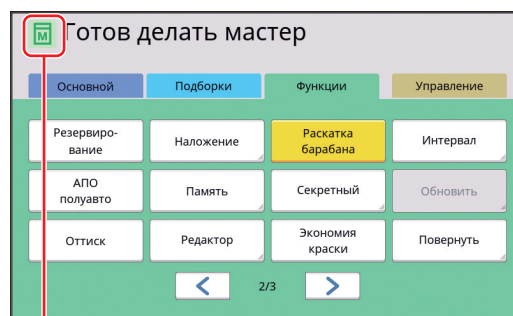 M Готов делать мастер
Основной Подборки Функции Управление
Резервиро-
вание
Наложение
Раскатка
барабана
Интервал
АПО
полуавто
Память
Секретный
Обновить
Оттиск
Редактор
Экономия
краски
Повернуть
2/3